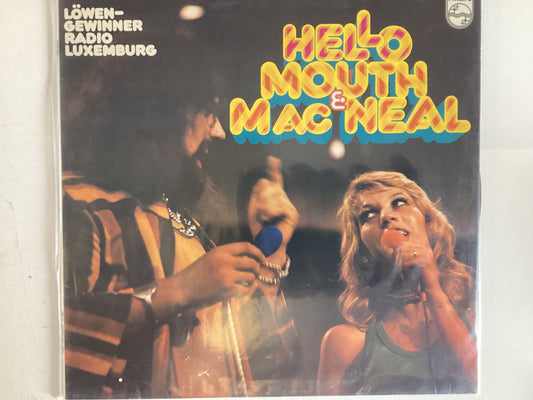 LÖWEN-
GEWINNER
RADIO
LUXEMBURG
HELLO
MOUTH
&
MAC NEAL